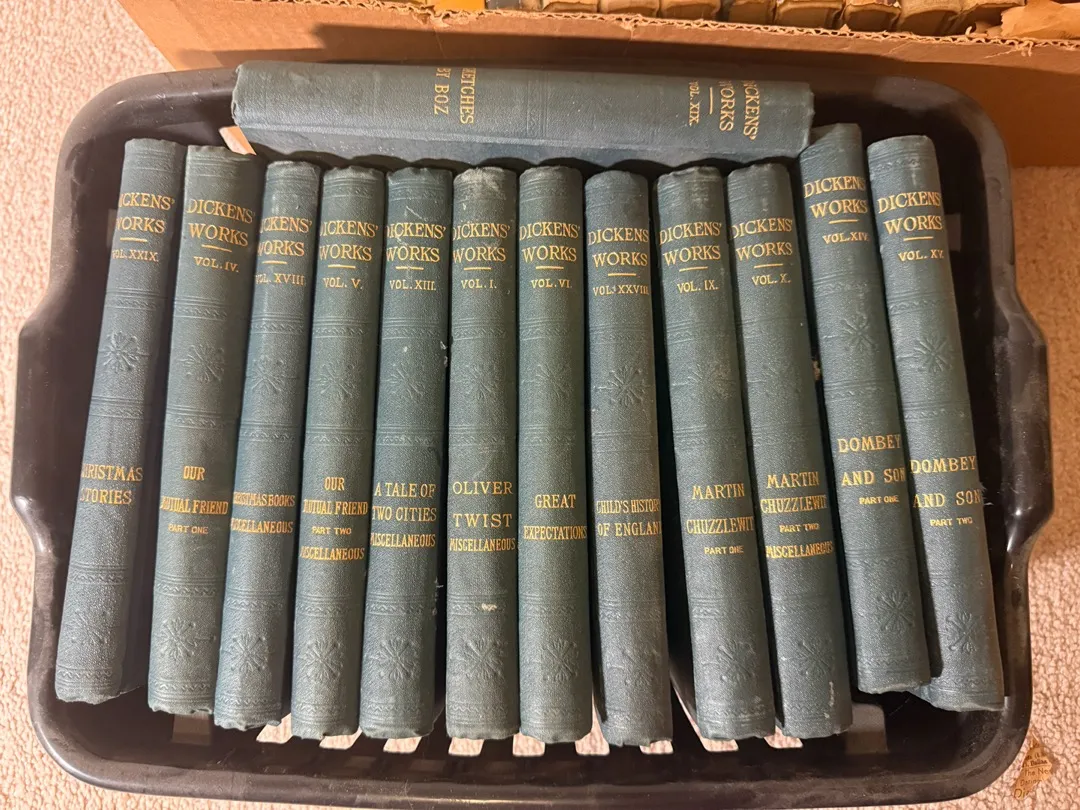 SKETCHES
BY BOZ
DICKENS'
WORKS
VOL. XIX.
DICKENS'
WORKS
VOL. XXIX.
CHRISTMAS
STORIES
DICKENS'
WORKS
VOL. IV.
OUR
MUTUAL FRIEND
PART ONE
DICKENS'
WORKS
VOL. XVIII.
CHRISTMAS BOOKS
MISCELLANEOUS
DICKENS'
WORKS
VOL. V.
OUR
MUTUAL FRIEND
PART TWO
MISCELLANEOUS
DICKENS'
WORKS
VOL. XIII.
A TALE OF
TWO CITIES
MISCELLANEOUS
DICKENS'
WORKS
VOL. I.
OLIVER
TWIST
MISCELLANEOUS
DICKENS'
WORKS
VOL. VI.
GREAT
EXPECTATIONS
DICKENS'
WORKS
VOL. XXVIII.
CHILD'S HISTORY
OF ENGLAND
DICKENS'
WORKS
VOL. IX.
MARTIN
CHUZZLEWIT
PART ONE
DICKENS'
WORKS
VOL. X.
MARTIN
CHUZZLEWIT
PART TWO
MISCELLANEOUS
DICKENS'
WORKS
VOL. XIV.
DOMBEY
AND SON
PART ONE
DICKENS'
WORKS
VOL. XV.
DOMBEY
AND SON
PART TWO
The